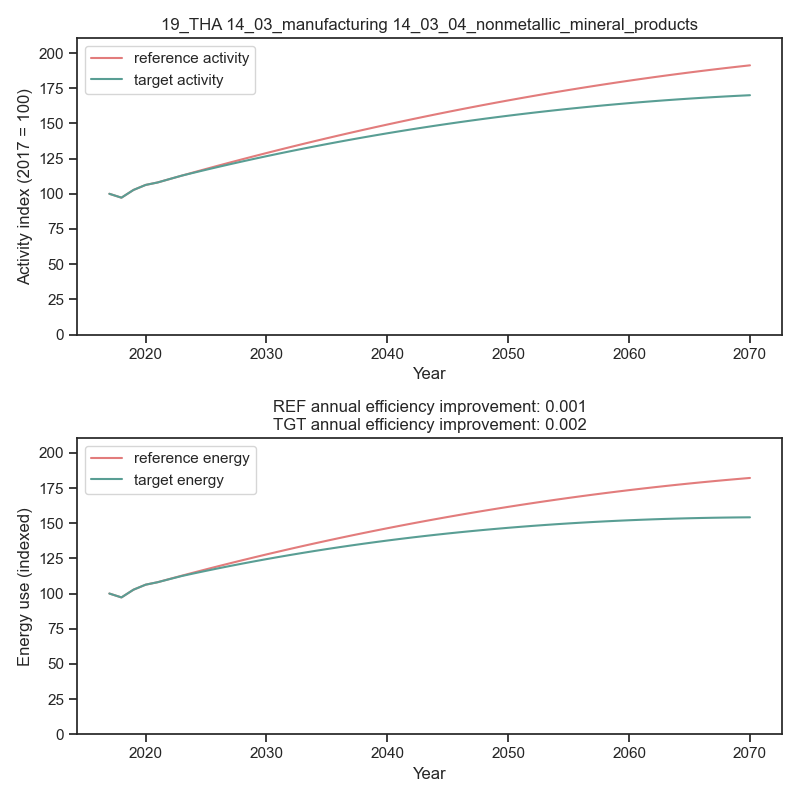 19_THA 14_03_manufacturing 14_03_04_nonmetallic_mineral_products
reference activity
target activity
Activity index (2017 = 100)
200
175
150
125
100
75
50
25
0
2020
2030
2040
2050
2060
2070
Year
REF annual efficiency improvement: 0.001
TGT annual efficiency improvement: 0.002
reference energy
target energy
Energy use (indexed)
200
175
150
125
100
75
50
25
0
2020
2030
2040
2050
2060
2070
Year